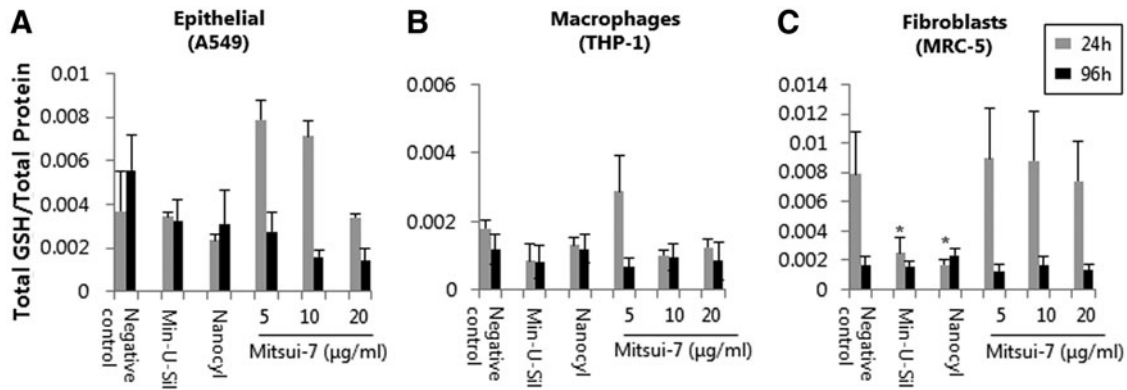 A
Epithelial
(A549)
Total GSH/Total Protein
0.01
0.008
0.006
0.004
0.002
0
Negative
control
Min-U-Sil
Nanocyl
5
10
20
Mitsui-7 (µg/ml)
B
Macrophages
(THP-1)
0.006
0.004
0.002
0
Negative
control
Min-U-Sil
Nanocyl
5
10
20
Mitsui-7 (µg/ml)
C
Fibroblasts
(MRC-5)
24h
96h
0.014
0.012
0.01
0.008
0.006
0.004
0.002
0
*
*
Negative
control
Min-U-Sil
Nanocyl
5
10
20
Mitsui-7 (µg/ml)